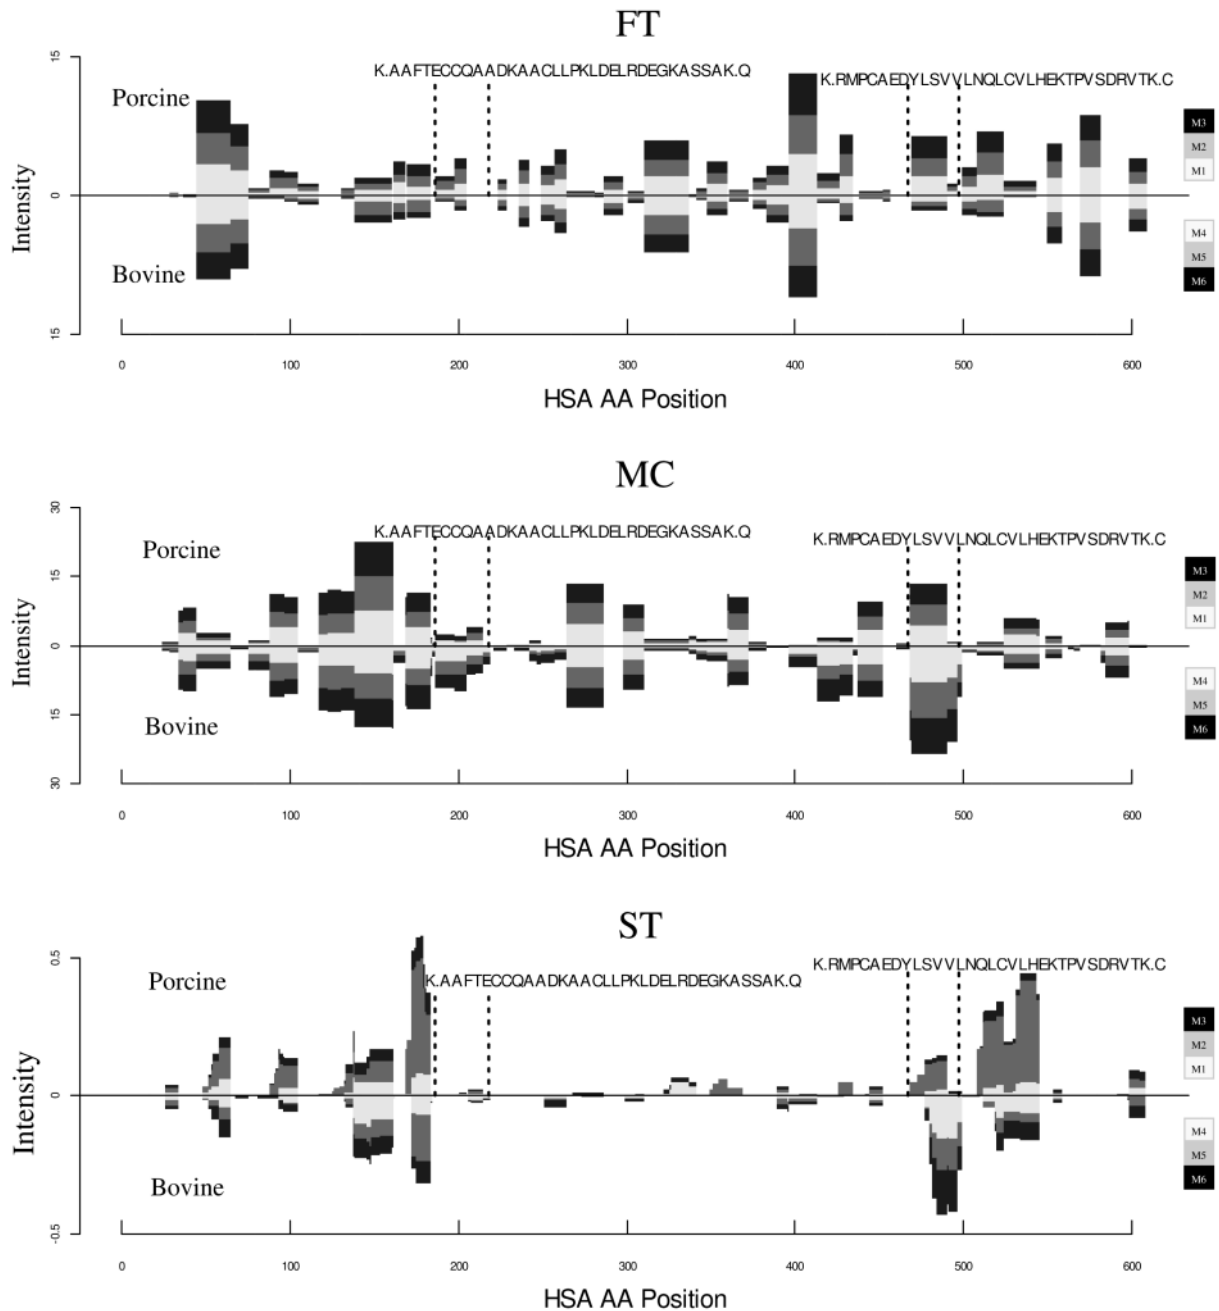 FT
15
K.AAFTECCQAADKAACLLPKLDELRDEGKASSAK.Q
K.RMPCAEDYLSVVLNQLCVLHEKTPVSDRVTK.C
Porcine
M3
M2
M1
Intensity
0
M4
M5
M6
Bovine
15
0 100 200 300 400 500 600
HSA AA Position
MC
30
K.AAFTECCQAADKAACLLPKLDELRDEGKASSAK.Q
K.RMPCAEDYLSVVLNQLCVLHEKTPVSDRVTK.C
Porcine
15
M3
M2
M1
Intensity
0
M4
M5
M6
15
Bovine
30
0 100 200 300 400 500 600
HSA AA Position
ST
0.5
K.RMPCAEDYLSVVLNQLCVLHEKTPVSDRVTK.C
Porcine
K.AAFTECCQAADKAACLLPKLDELRDEGKASSAK.Q
M3
M2
M1
Intensity
0
M4
M5
M6
Bovine
-0.5
0 100 200 300 400 500 600
HSA AA Position